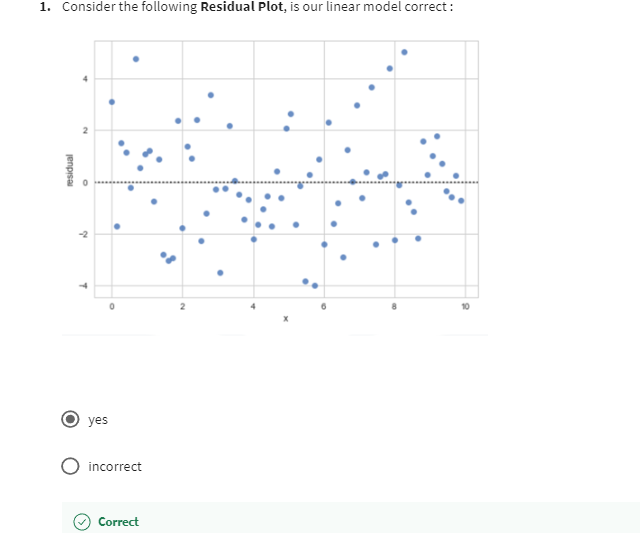 1. Consider the following Residual Plot, is our linear model correct :
4
2
0
−2
−4
residual
0 2 4 6 8 10
x
yes
incorrect
Correct